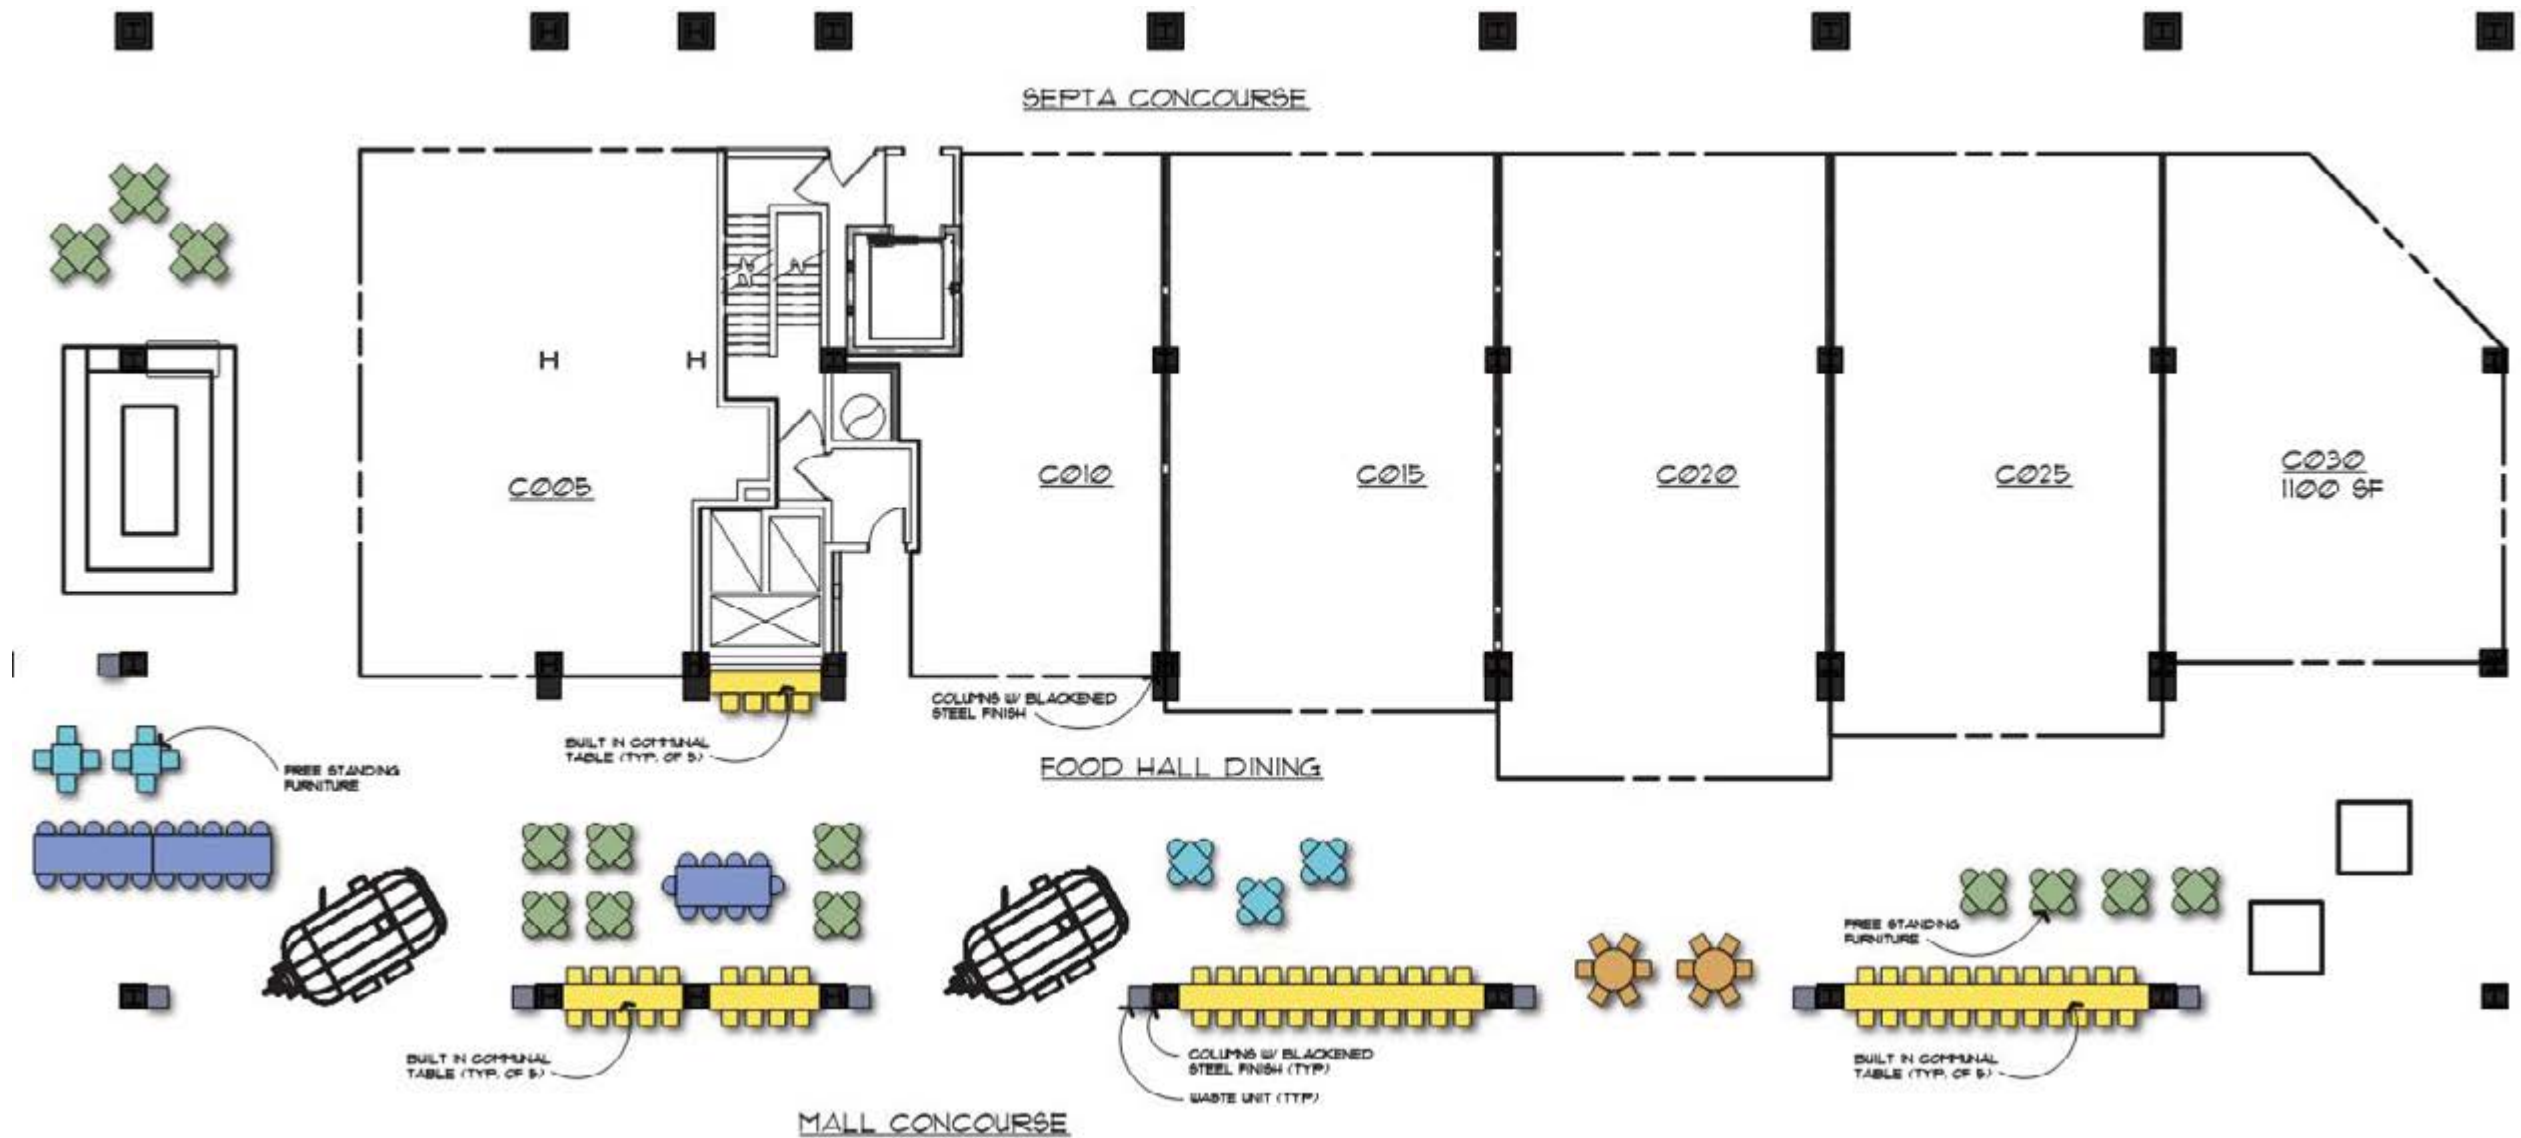 SEPTA CONCOURSE
C005
C010
C015
C020
C025
C030
1100 SF
COLUMNS W/ BLACKENED
STEEL FINISH
BUILT IN COMMUNAL
TABLE (TYP. OF 5)
FREE STANDING
FURNITURE
FOOD HALL DINING
FREE STANDING
FURNITURE
BUILT IN COMMUNAL
TABLE (TYP. OF 5)
COLUMNS W/ BLACKENED
STEEL FINISH (TYP)
WASTE UNIT (TYP)
BUILT IN COMMUNAL
TABLE (TYP. OF 5)
MALL CONCOURSE